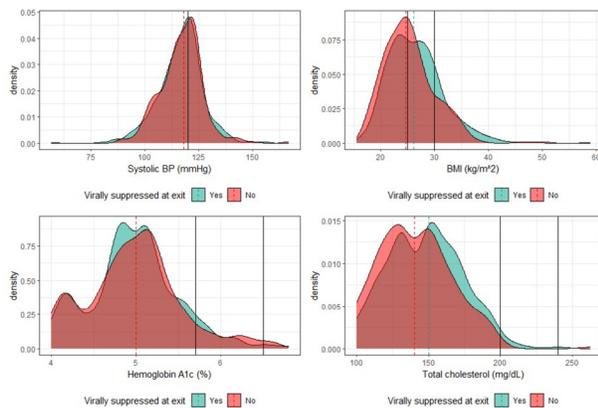 0.05
0.04
0.03
0.02
0.01
0.00
density
75
100
125
150
Systolic BP (mmHg)
Virally suppressed at exit Yes No
0.075
0.050
0.025
0.000
density
20
30
40
50
60
BMI (kg/m^2)
Virally suppressed at exit Yes No
0.75
0.50
0.25
0.00
density
4
5
6
Hemoglobin A1c (%)
Virally suppressed at exit Yes No
0.015
0.010
0.005
0.000
density
100
150
200
250
Total cholesterol (mg/dL)
Virally suppressed at exit Yes No